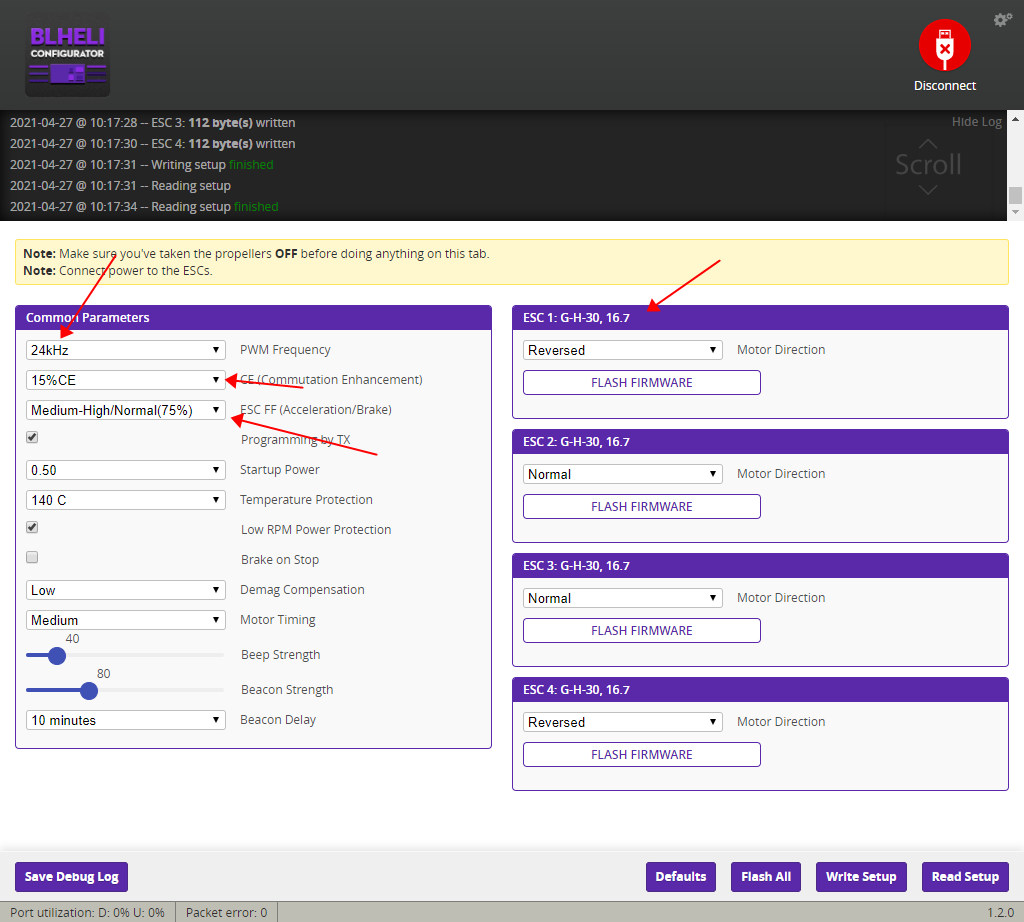 BLHELI
CONFIGURATOR
Disconnect
2021-04-27 @ 10:17:28 -- ESC 3: 112 byte(s) written
2021-04-27 @ 10:17:30 -- ESC 4: 112 byte(s) written
2021-04-27 @ 10:17:31 -- Writing setup finished
2021-04-27 @ 10:17:31 -- Reading setup
2021-04-27 @ 10:17:34 -- Reading setup finished
Hide Log
Scroll
Note: Make sure you've taken the propellers OFF before doing anything on this tab.
Note: Connect power to the ESCs.
Common Parameters
24kHz PWM Frequency
15%CE CE (Commutation Enhancement)
Medium-High/Normal(75%) ESC FF (Acceleration/Brake)
Programming by TX
0.50 Startup Power
140 C Temperature Protection
Low RPM Power Protection
Brake on Stop
Low Demag Compensation
Medium Motor Timing
40
Beep Strength
80
Beacon Strength
10 minutes Beacon Delay
ESC 1: G-H-30, 16.7
Reversed Motor Direction
FLASH FIRMWARE
ESC 2: G-H-30, 16.7
Normal Motor Direction
FLASH FIRMWARE
ESC 3: G-H-30, 16.7
Normal Motor Direction
FLASH FIRMWARE
ESC 4: G-H-30, 16.7
Reversed Motor Direction
FLASH FIRMWARE
Save Debug Log Defaults Flash All Write Setup Read Setup
Port utilization: D: 0% U: 0% Packet error: 0 1.2.0